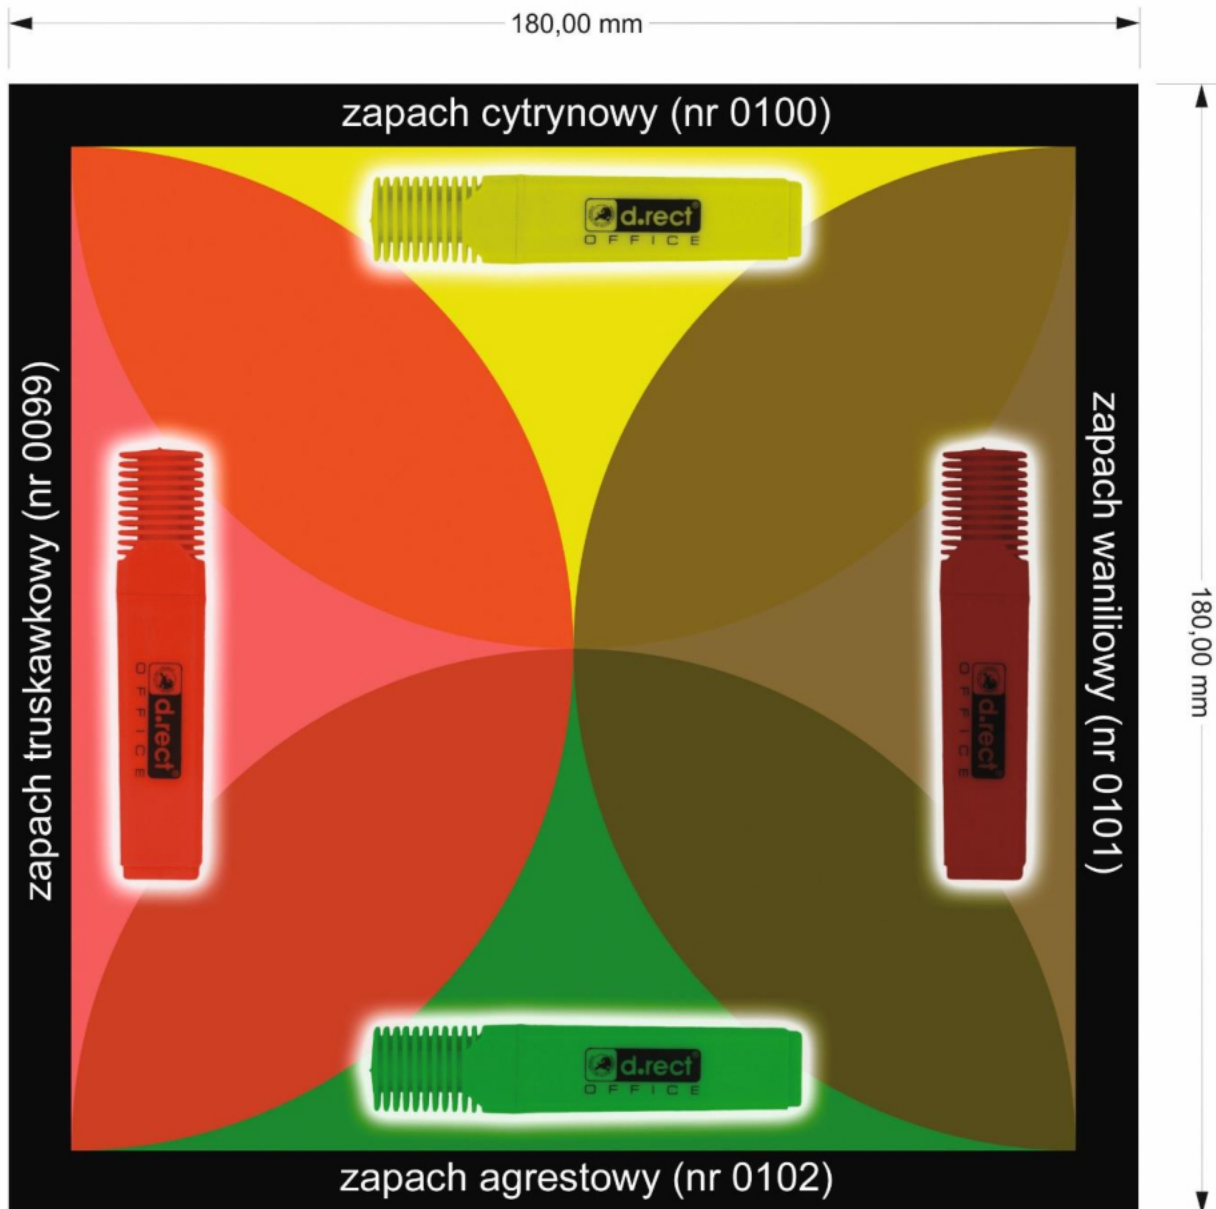 180,00 mm
zapach cytrynowy (nr 0100)
d.rect®
OFFICE
zapach truskawkowy (nr 0099)
d.rect®
OFFICE
d.rect®
OFFICE
zapach waniliowy (nr 0101)
180,00 mm
d.rect®
OFFICE
zapach agrestowy (nr 0102)